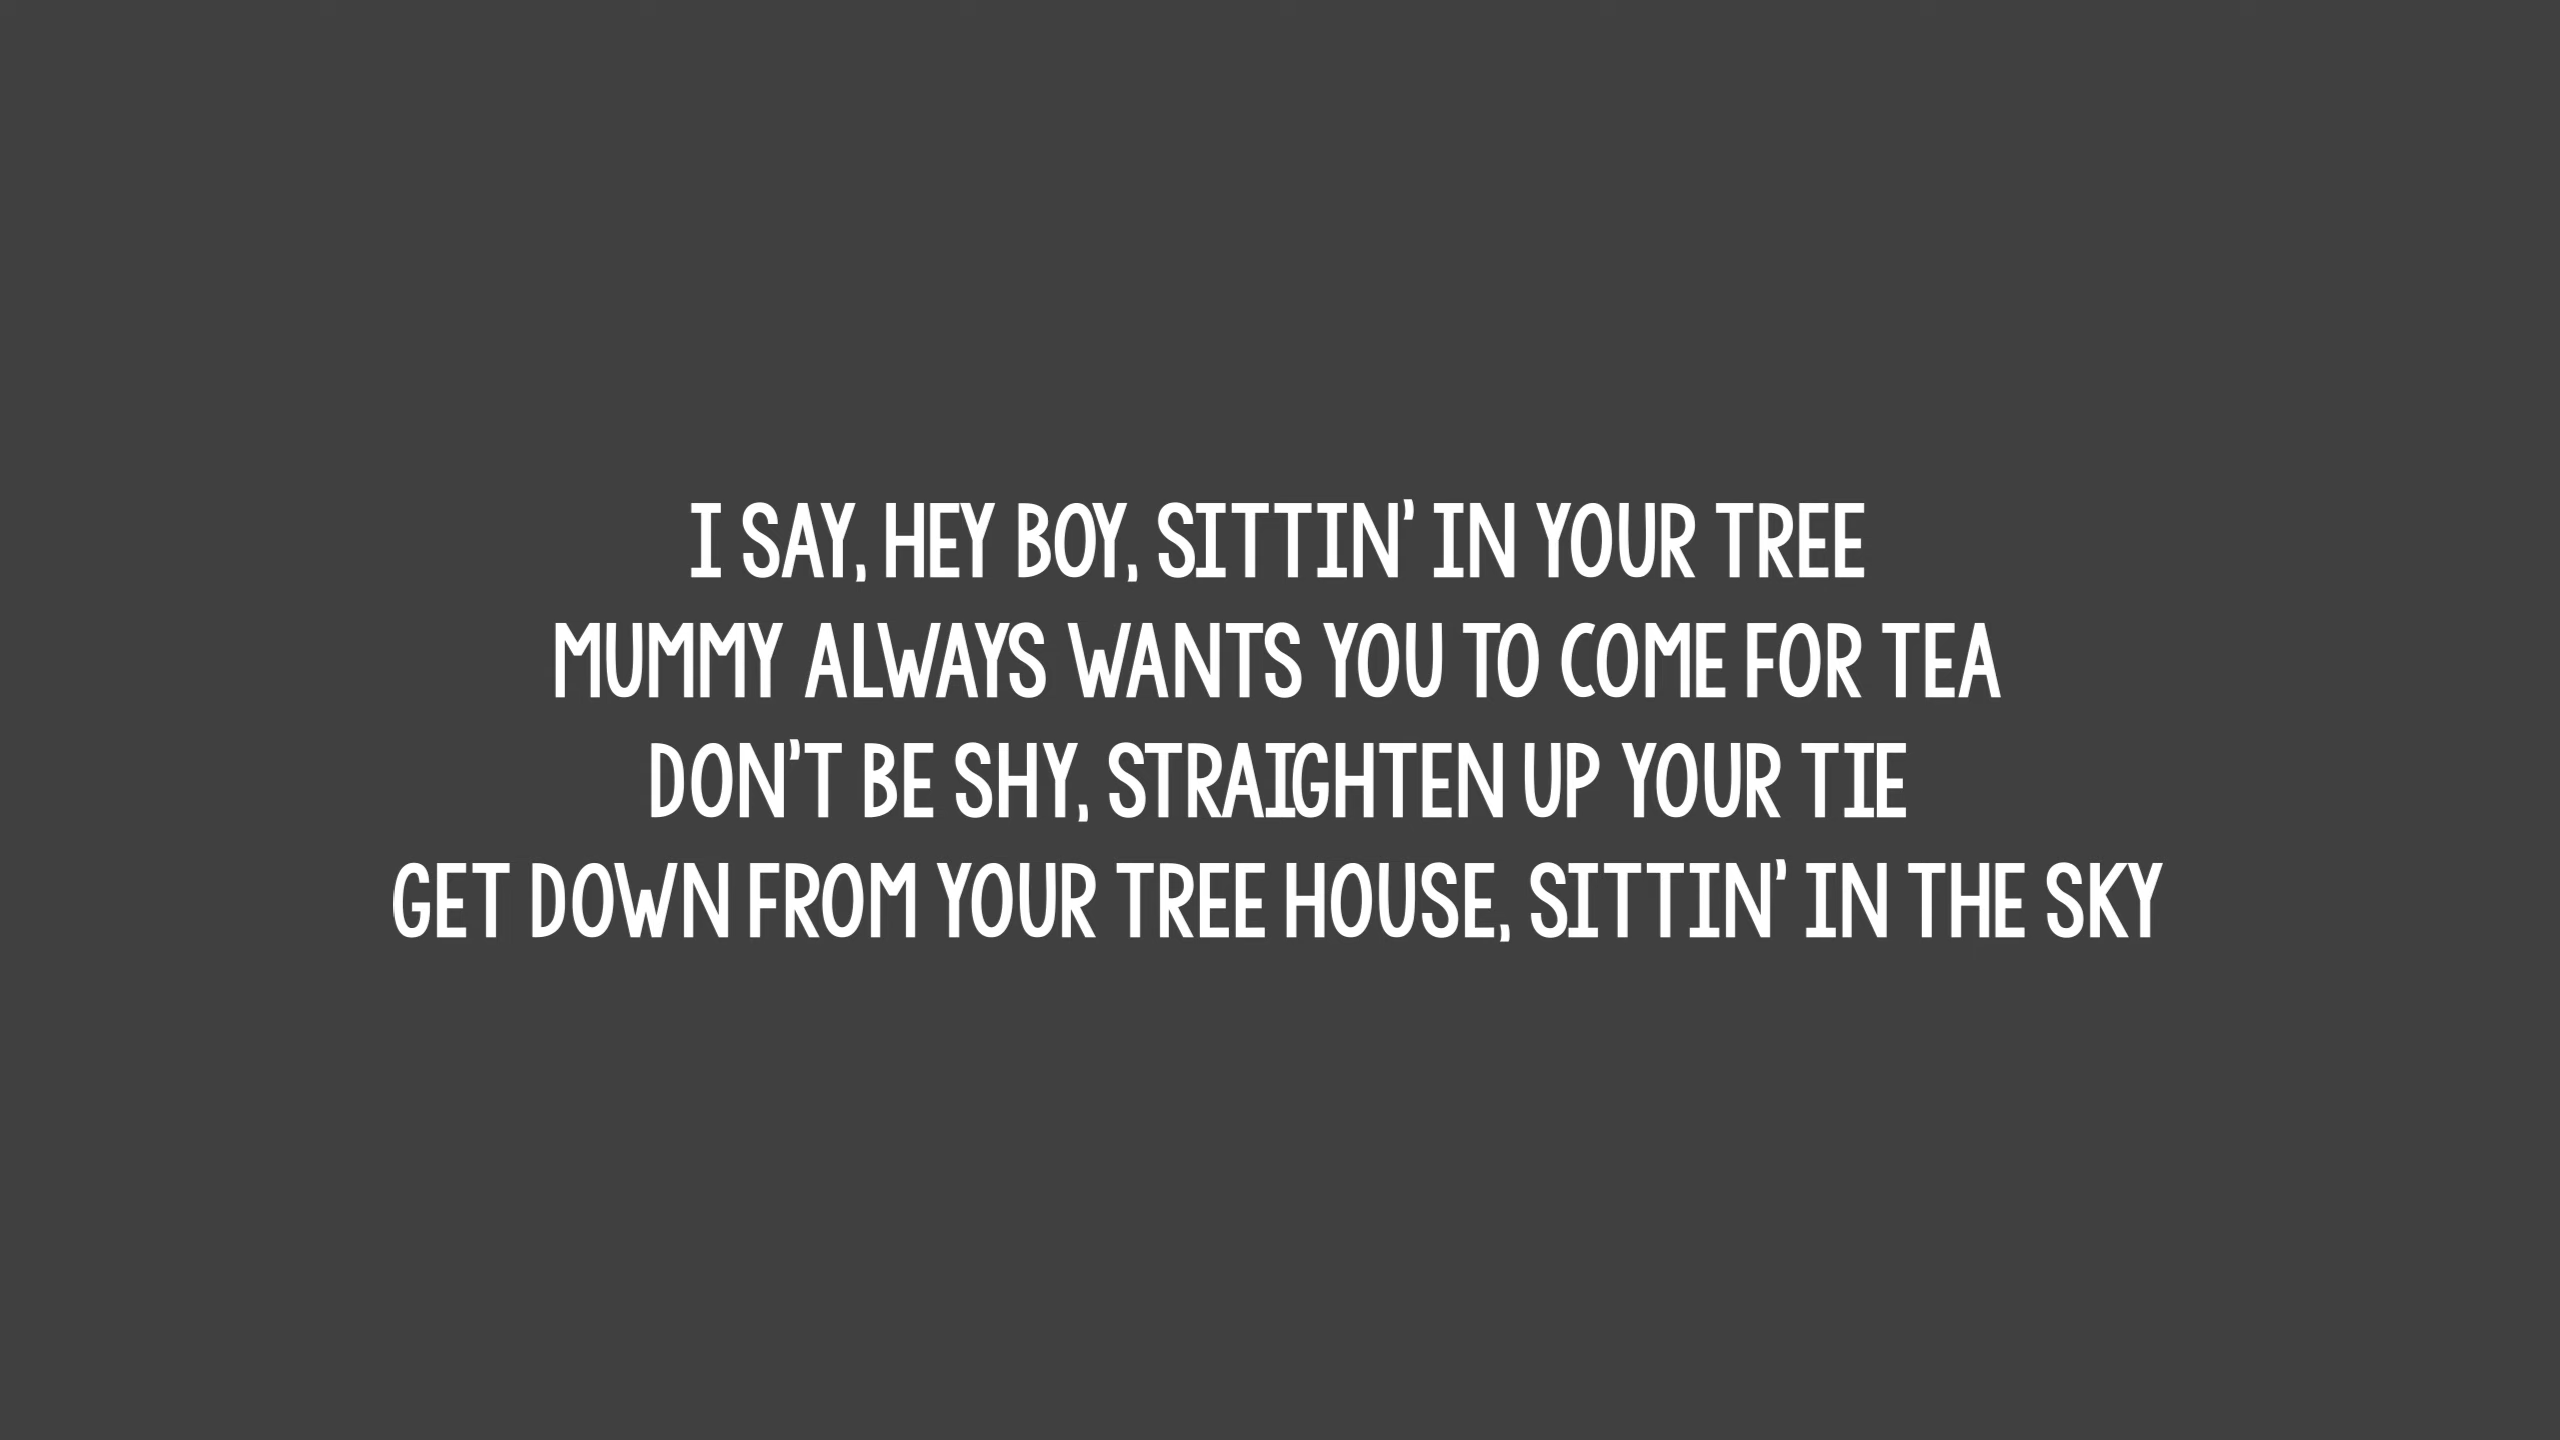 I SAY, HEY BOY, SITTIN' IN YOUR TREE
MUMMY ALWAYS WANTS YOU TO COME FOR TEA
DON'T BE SHY, STRAIGHTEN UP YOUR TIE
GET DOWN FROM YOUR TREE HOUSE, SITTIN' IN THE SKY